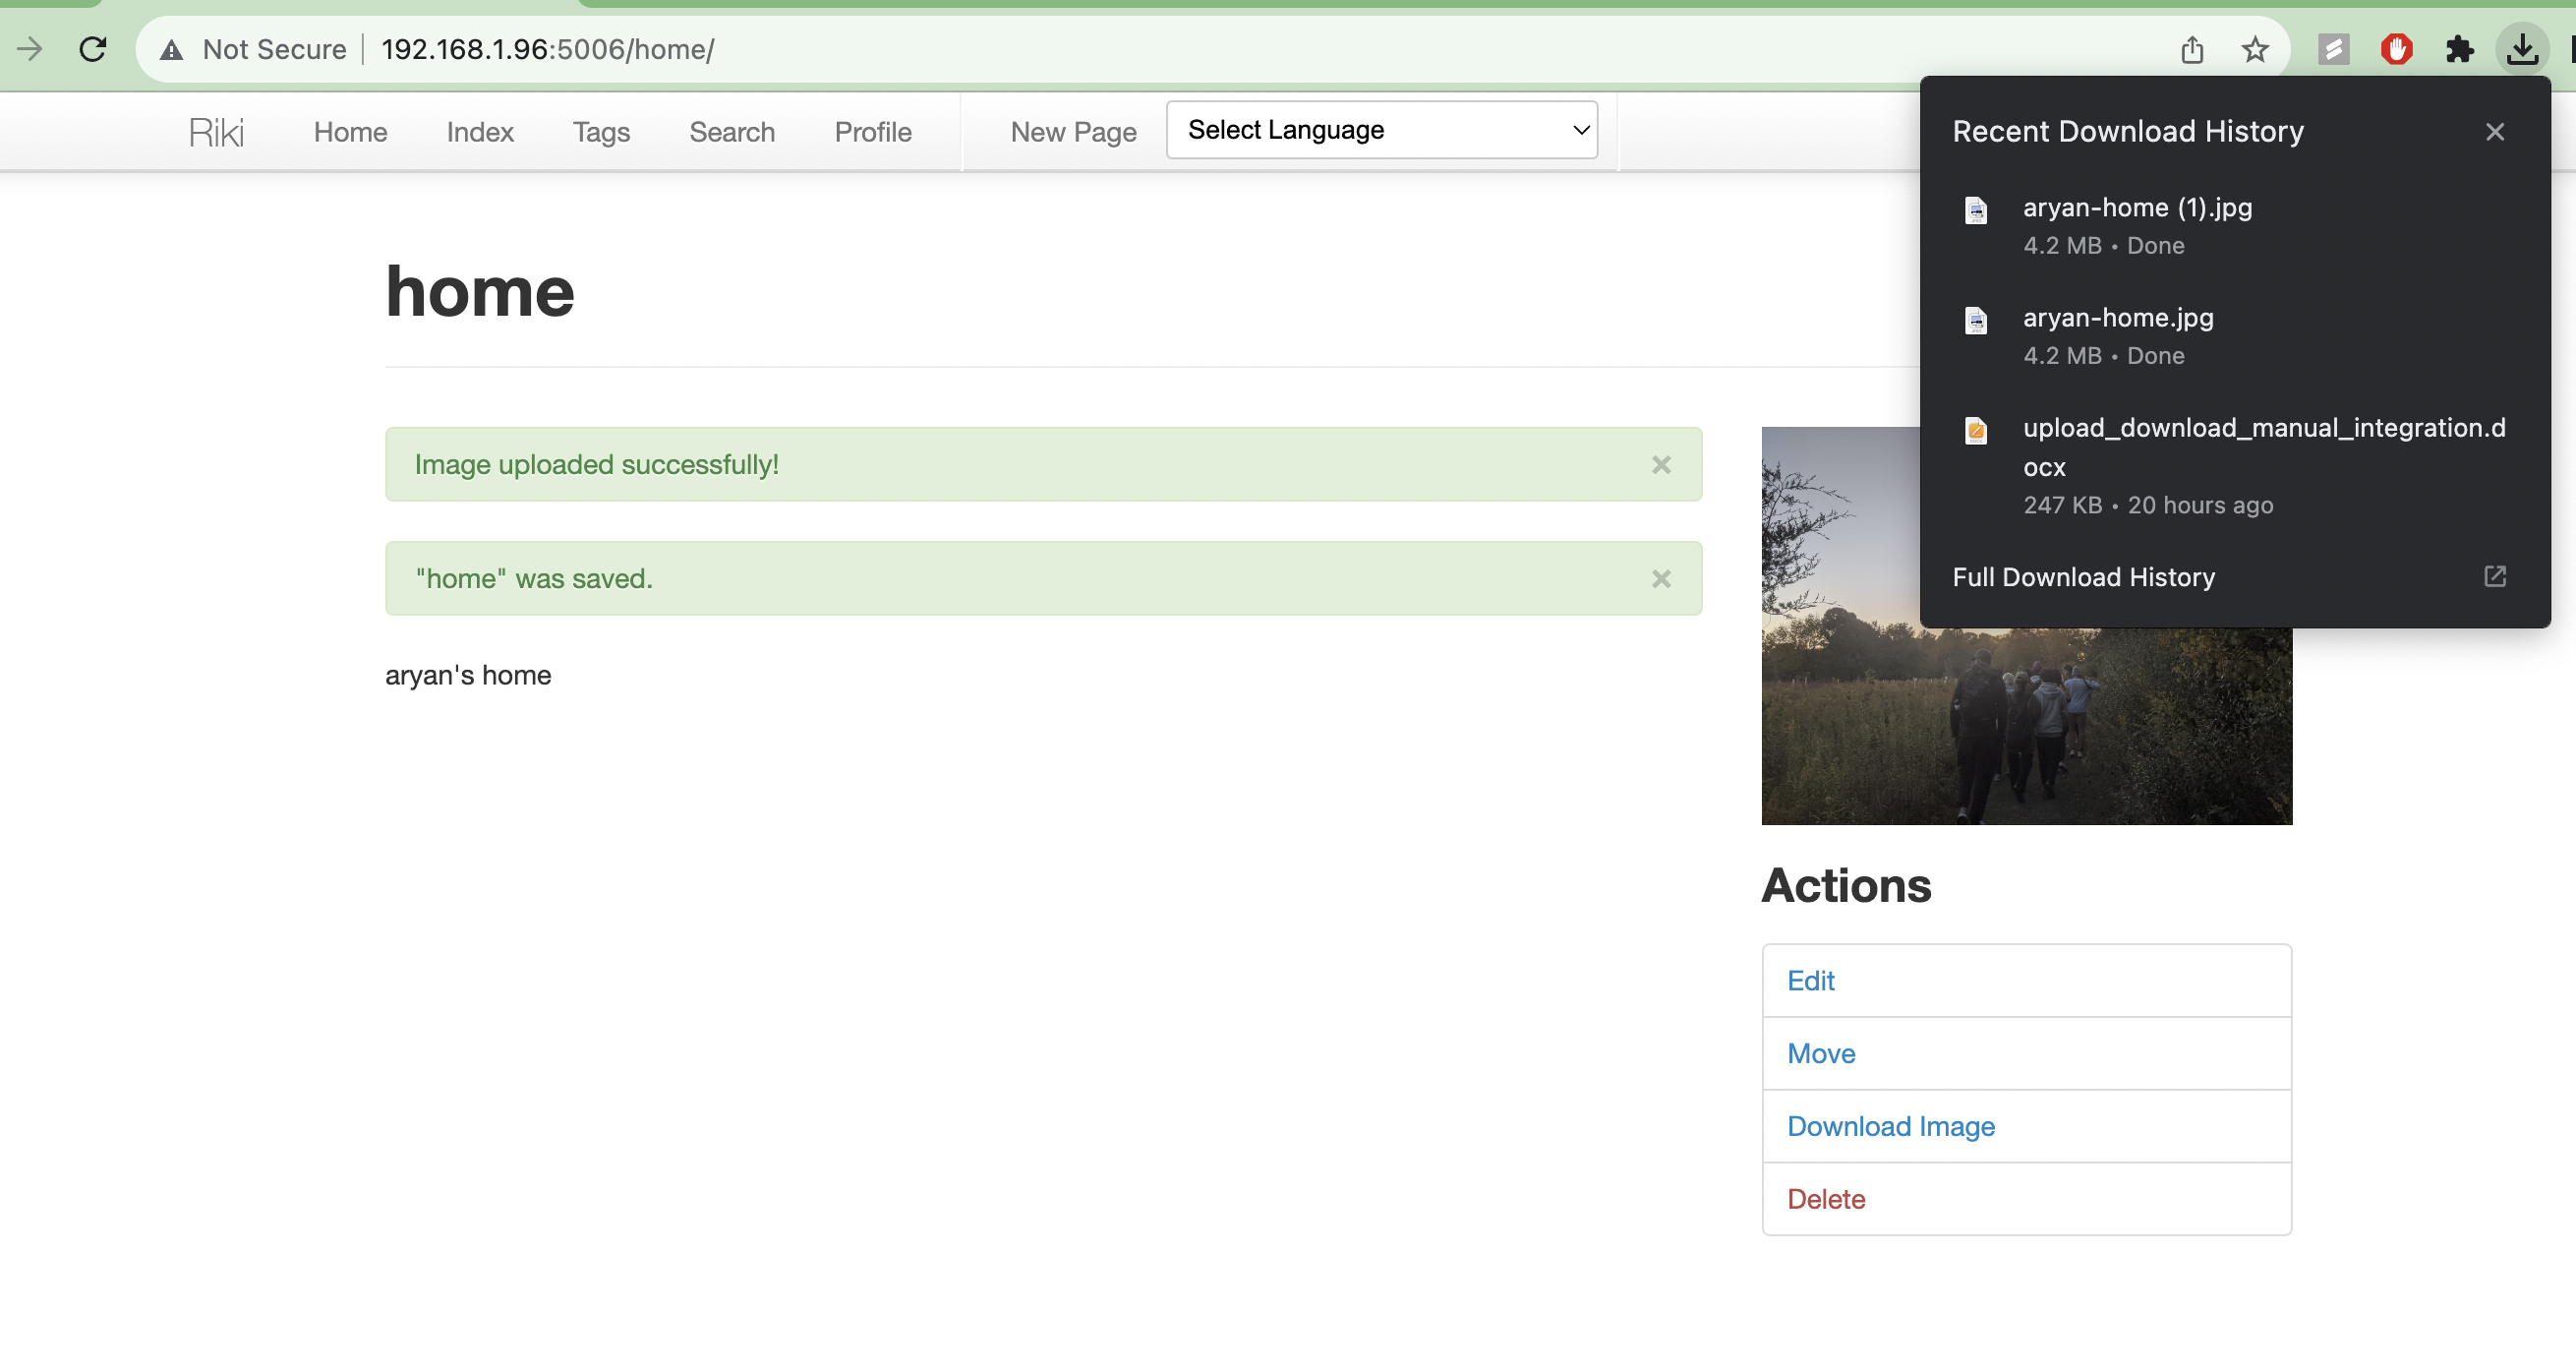 Not Secure
192.168.1.96:5006/home/
Riki
Home
Index
Tags
Search
Profile
New Page
Select Language
Recent Download History
aryan-home (1).jpg
4.2 MB • Done
aryan-home.jpg
4.2 MB • Done
upload_download_manual_integration.d
ocx
247 KB • 20 hours ago
Full Download History
home
Image uploaded successfully!
"home" was saved.
aryan's home
Actions
Edit
Move
Download Image
Delete